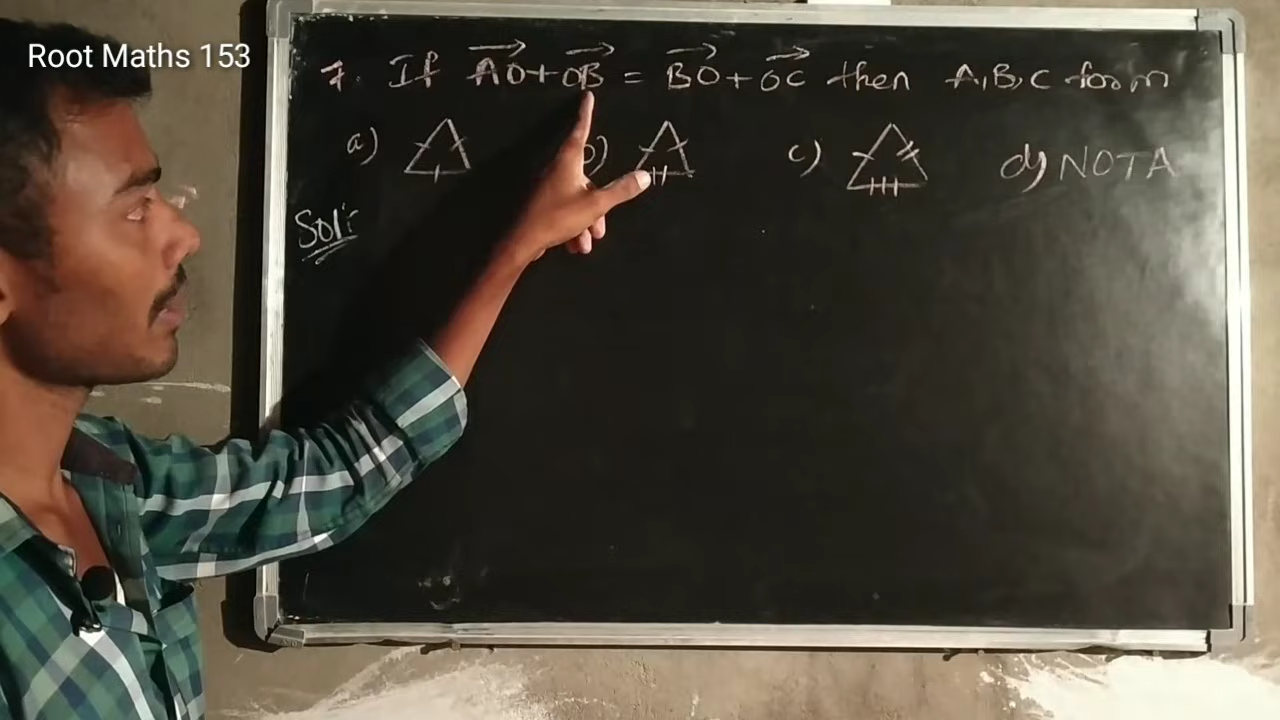 Root Maths 153
7. If AO+OB = BO+OC then A,B,C form
a) b) c) d) NOTA
Sol: